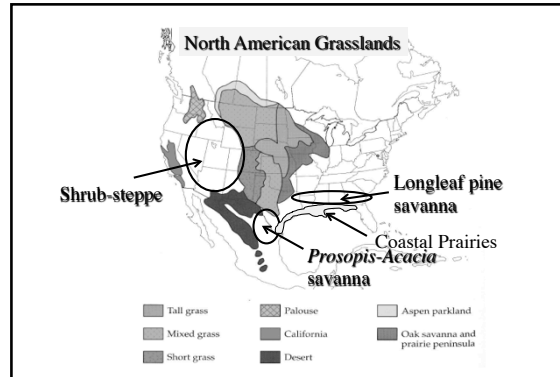 North American Grasslands
Shrub-steppe
Longleaf pine
savanna
Coastal Prairies
Prosopis-Acacia
savanna
Tall grass
Palouse
Aspen parkland
Mixed grass
California
Oak savanna and
prairie peninsula
Short grass
Desert